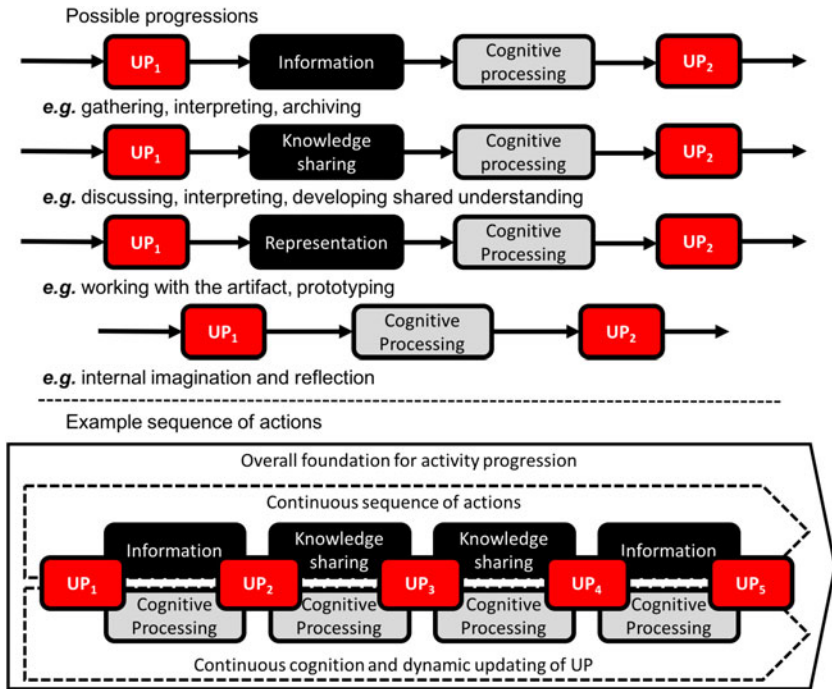 Possible progressions
UP₁ Information Cognitive processing UP₂
e.g. gathering, interpreting, archiving
UP₁ Knowledge sharing Cognitive processing UP₂
e.g. discussing, interpreting, developing shared understanding
UP₁ Representation Cognitive Processing UP₂
e.g. working with the artifact, prototyping
UP₁ Cognitive Processing UP₂
e.g. internal imagination and reflection
Example sequence of actions
Overall foundation for activity progression
Continuous sequence of actions
Information Knowledge sharing Knowledge sharing Information
UP₁ UP₂ UP₃ UP₄ UP₅
Cognitive Processing Cognitive Processing Cognitive Processing Cognitive Processing
Continuous cognition and dynamic updating of UP